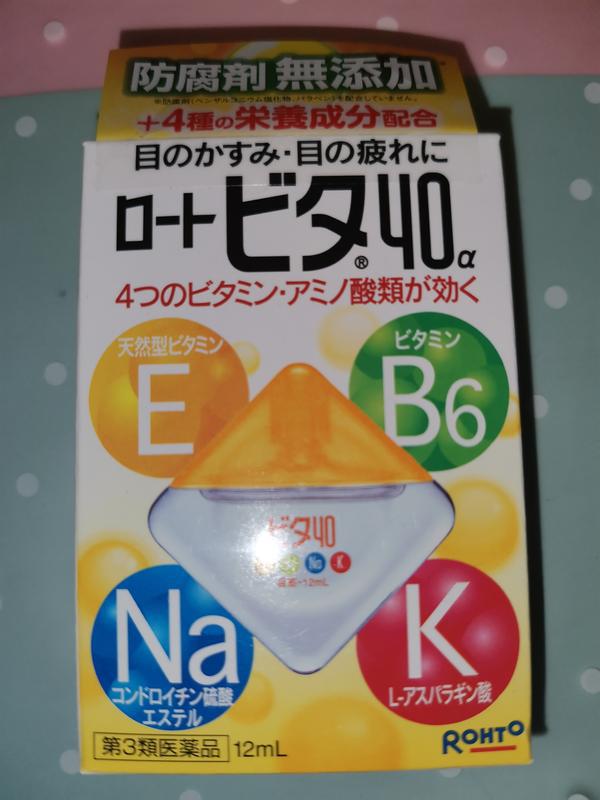 防腐剤 無添加
※防腐剤(ベンザルコニウム塩化物、パラベン)を配合していません。
+4種の栄養成分配合
目のかすみ・目の疲れに
ロートビタ®40α
4つのビタミン・アミノ酸類が効く
天然型ビタミン
E
ビタミン
B6
ビタ40
Na
K
12mL
Na
コンドロイチン硫酸
エステル
K
L-アスパラギン酸
第3類医薬品 12mL
ROHTO